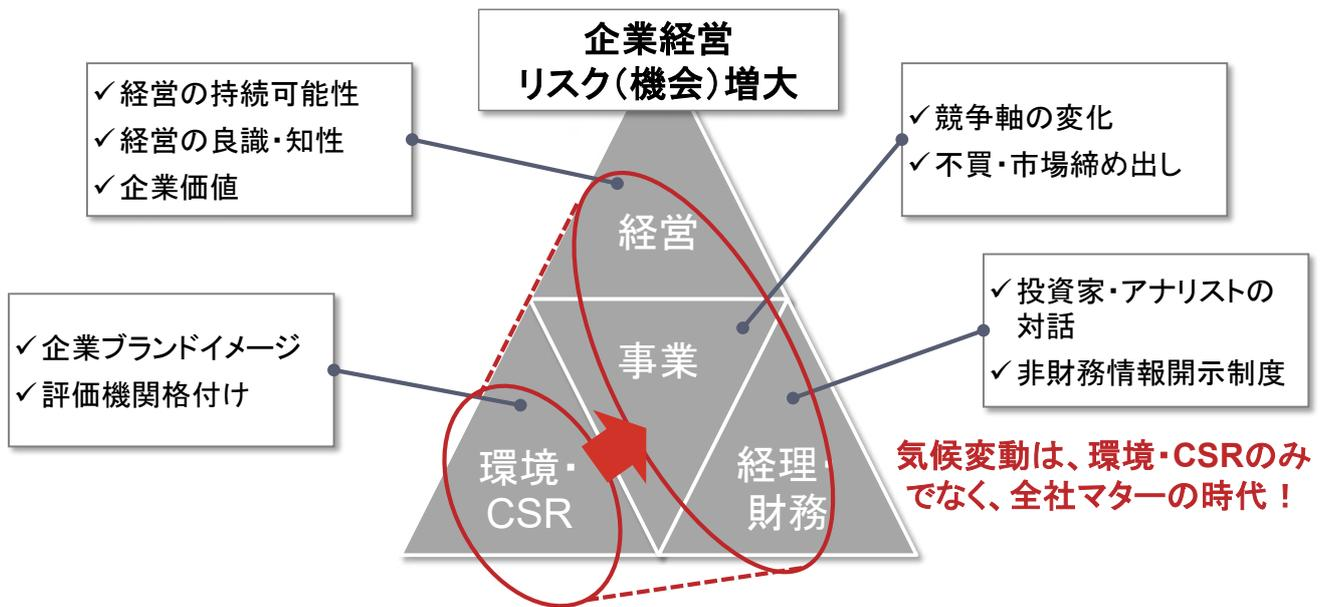 企業経営
リスク（機会）増大
✓経営の持続可能性
✓経営の良識・知性
✓企業価値
✓競争軸の変化
✓不買・市場締め出し
経営
✓投資家・アナリストの
対話
✓非財務情報開示制度
✓企業ブランドイメージ
✓評価機関格付け
事業
環境・
CSR
経理・
財務
気候変動は、環境・CSRのみ
でなく、全社マターの時代！